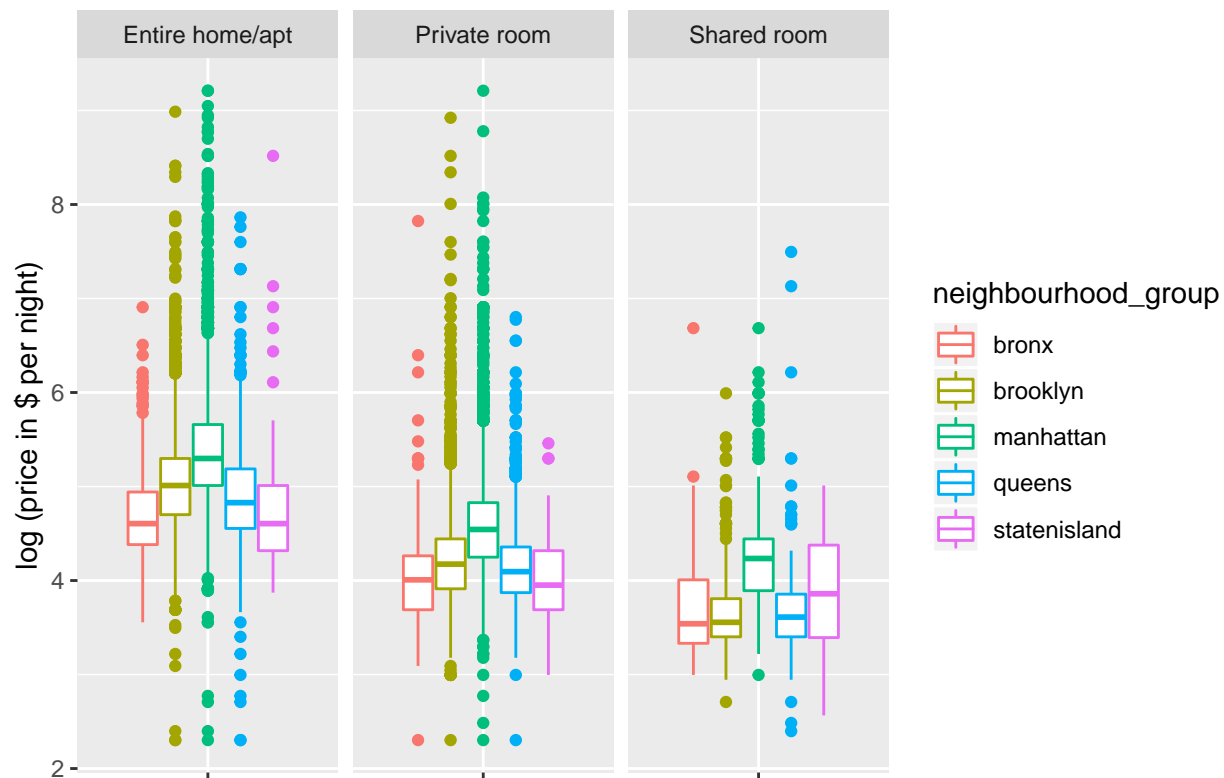 Entire home/apt
Private room
Shared room
8
6
4
2
log (price in $ per night)
neighbourhood_group
bronx
brooklyn
manhattan
queens
statenisland